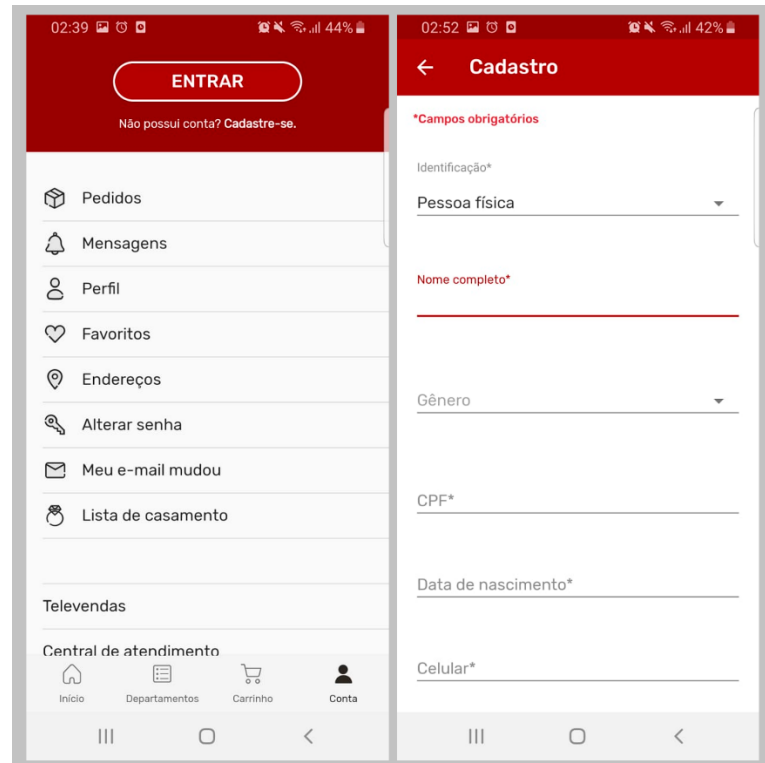 02:39
44%
ENTRAR
Não possui conta? Cadastre-se.
Pedidos
Mensagens
Perfil
Favoritos
Endereços
Alterar senha
Meu e-mail mudou
Lista de casamento
Televendas
Central de atendimento
Início Departamentos Carrinho Conta
02:52
42%
Cadastro
*Campos obrigatórios
Identificação*
Pessoa física
Nome completo*
Gênero
CPF*
Data de nascimento*
Celular*